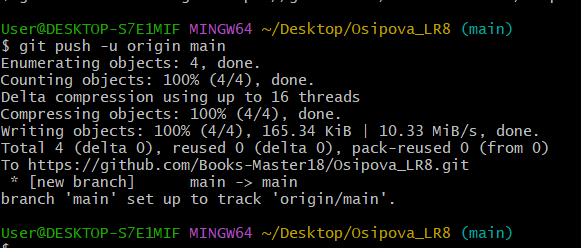 User@DESKTOP-S7E1MIF MINGW64 ~/Desktop/Osipova_LR8 (main)
$ git push -u origin main
Enumerating objects: 4, done.
Counting objects: 100% (4/4), done.
Delta compression using up to 16 threads
Compressing objects: 100% (4/4), done.
Writing objects: 100% (4/4), 165.34 KiB | 10.33 MiB/s, done.
Total 4 (delta 0), reused 0 (delta 0), pack-reused 0 (from 0)
To https://github.com/Books-Master18/Osipova_LR8.git
 * [new branch]      main -> main
branch 'main' set up to track 'origin/main'.
User@DESKTOP-S7E1MIF MINGW64 ~/Desktop/Osipova_LR8 (main)